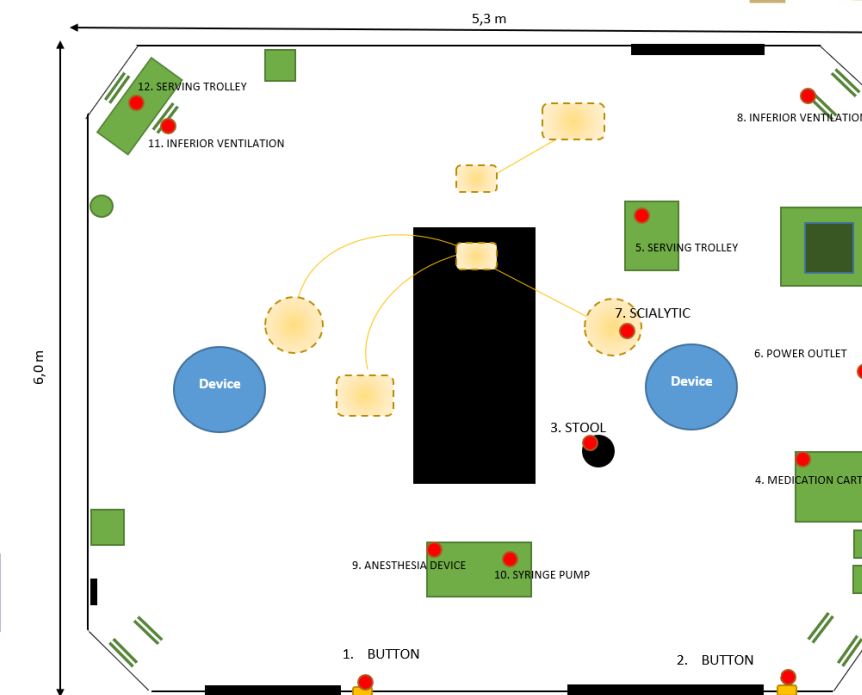 5,3 m
12. SERVING TROLLEY
8. INFERIOR VENTILATION
11. INFERIOR VENTILATION
5. SERVING TROLLEY
7. SCIALYTIC
6,0 m
6. POWER OUTLET
Device
Device
3. STOOL
4. MEDICATION CART
9. ANESTHESIA DEVICE
10. SYRINGE PUMP
1. BUTTON
2. BUTTON